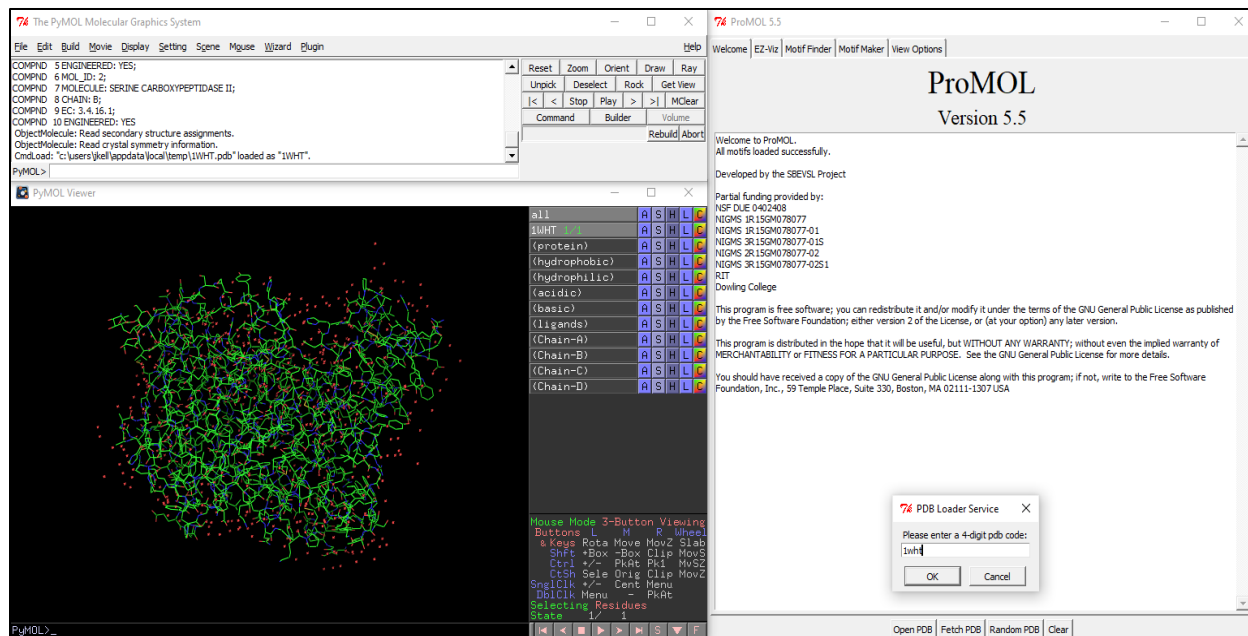 The PyMOL Molecular Graphics System
File Edit Build Movie Display Setting Scene Mouse Wizard Plugin Help
COMPND 5 ENGINEERED: YES;
COMPND 6 MOL_ID: 2;
COMPND 7 MOLECULE: SERINE CARBOXYPEPTIDASE II;
COMPND 8 CHAIN: B;
COMPND 9 EC: 3.4.16.1;
COMPND 10 ENGINEERED: YES
ObjectMolecule: Read secondary structure assignments.
ObjectMolecule: Read crystal symmetry information.
CmdLoad: "c:\users\jkell\appdata\local\temp\1WHT.pdb" loaded as "1WHT".
PyMOL>
Reset Zoom Orient Draw Ray
Unpick Deselect Rock Get View
|< < Stop Play > >| MClear
Command Builder Volume
Rebuild Abort
PyMOL Viewer
all A S H L C
1WHT 1/1 A S H L C
(protein) A S H L C
(hydrophobic) A S H L C
(hydrophilic) A S H L C
(acidic) A S H L C
(basic) A S H L C
(ligands) A S H L C
(Chain-A) A S H L C
(Chain-B) A S H L C
(Chain-C) A S H L C
(Chain-D) A S H L C
Mouse Mode 3-Button Viewing
Buttons L M R Wheel
& Keys Rota Move MovZ Slab
Shft +Box -Box Clip MovS
Ctrl +/- PkAt Pk1 MvSZ
CtSh Sele Orig Clip MovZ
SnglClk +/- Cent Menu
DblClk Menu - PkAt
Selecting Residues
State 1/ 1
PyMOL>_
S F
ProMOL 5.5
Welcome EZ-Viz Motif Finder Motif Maker View Options
ProMOL
Version 5.5
Welcome to ProMOL.
All motifs loaded successfully.
Developed by the SBEVSL Project
Partial funding provided by:
NSF DUE 0402408
NIGMS 1R15GM078077
NIGMS 1R15GM078077-01
NIGMS 3R15GM078077-01S
NIGMS 2R15GM078077-02
NIGMS 3R15GM078077-02S1
RIT
Dowling College
This program is free software; you can redistribute it and/or modify it under the terms of the GNU General Public License as published
by the Free Software Foundation; either version 2 of the License, or (at your option) any later version.
This program is distributed in the hope that it will be useful, but WITHOUT ANY WARRANTY; without even the implied warranty of
MERCHANTABILITY or FITNESS FOR A PARTICULAR PURPOSE. See the GNU General Public License for more details.
You should have received a copy of the GNU General Public License along with this program; if not, write to the Free Software
Foundation, Inc., 59 Temple Place, Suite 330, Boston, MA 02111-1307 USA
PDB Loader Service
Please enter a 4-digit pdb code:
1wht
OK Cancel
Open PDB Fetch PDB Random PDB Clear